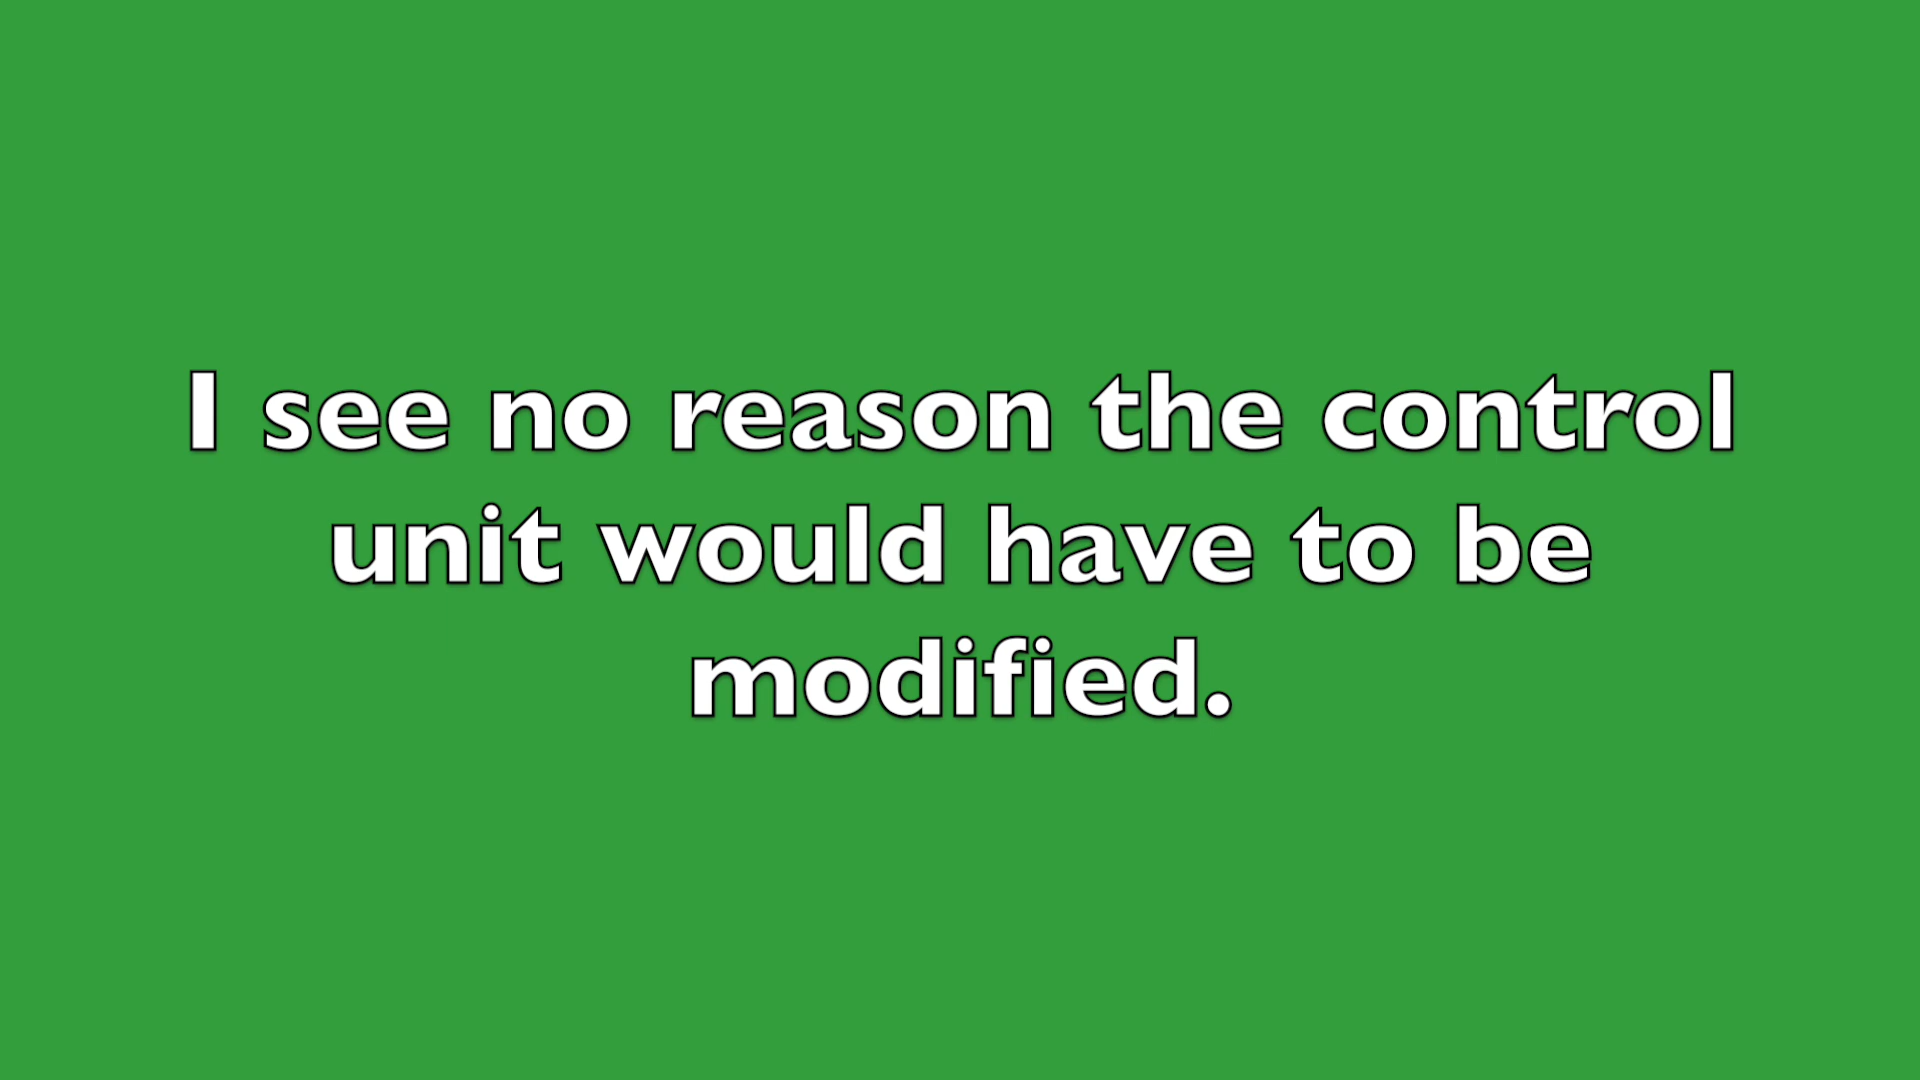 I see no reason the control
unit would have to be
modified.